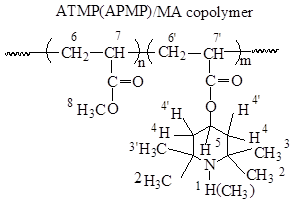 ATMP(APMP)/MA copolymer
6 7 6' 7'
CH2 CH n CH2 CH m
C=O C=O
8 H3C O O
4' H H 4'
4 H H 4
H 5
3' H3C CH3 3
N
2 H3C CH3 2
1 H(CH3)